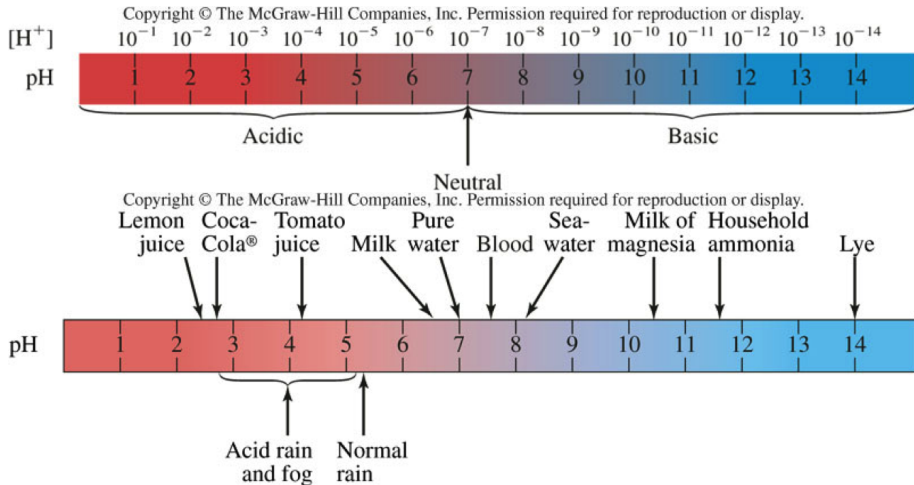 Copyright © The McGraw-Hill Companies, Inc. Permission required for reproduction or display.
[H⁺] 10⁻¹ 10⁻² 10⁻³ 10⁻⁴ 10⁻⁵ 10⁻⁶ 10⁻⁷ 10⁻⁸ 10⁻⁹ 10⁻¹⁰ 10⁻¹¹ 10⁻¹² 10⁻¹³ 10⁻¹⁴
pH 1 2 3 4 5 6 7 8 9 10 11 12 13 14
Acidic Basic
Neutral
Copyright © The McGraw-Hill Companies, Inc. Permission required for reproduction or display.
Lemon juice
Coca-Cola®
Tomato juice
Milk
Pure water
Blood
Sea-water
Milk of magnesia
Household ammonia
Lye
pH 1 2 3 4 5 6 7 8 9 10 11 12 13 14
Acid rain and fog
Normal rain